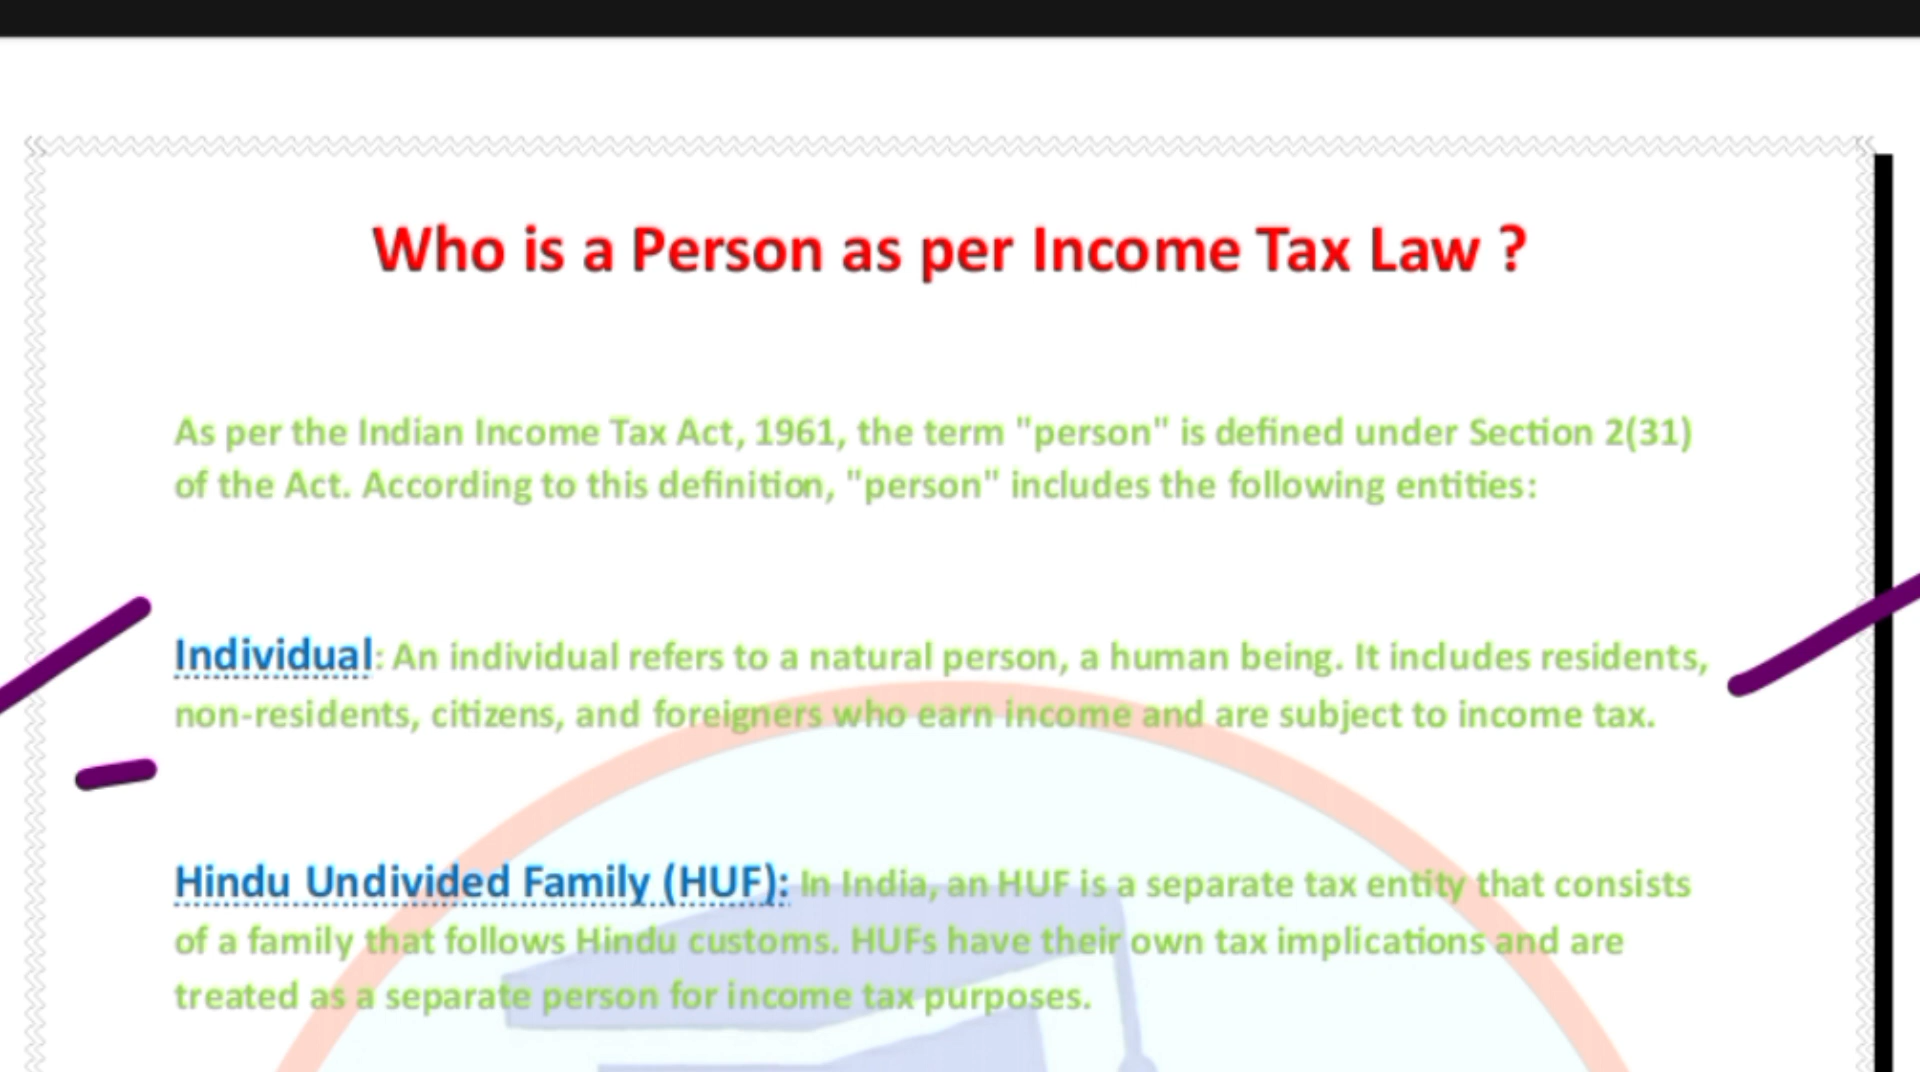 Who is a Person as per Income Tax Law ?
As per the Indian Income Tax Act, 1961, the term "person" is defined under Section 2(31)
of the Act. According to this definition, "person" includes the following entities:
Individual: An individual refers to a natural person, a human being. It includes residents,
non-residents, citizens, and foreigners who earn income and are subject to income tax.
Hindu Undivided Family (HUF): In India, an HUF is a separate tax entity that consists
of a family that follows Hindu customs. HUFs have their own tax implications and are
treated as a separate person for income tax purposes.